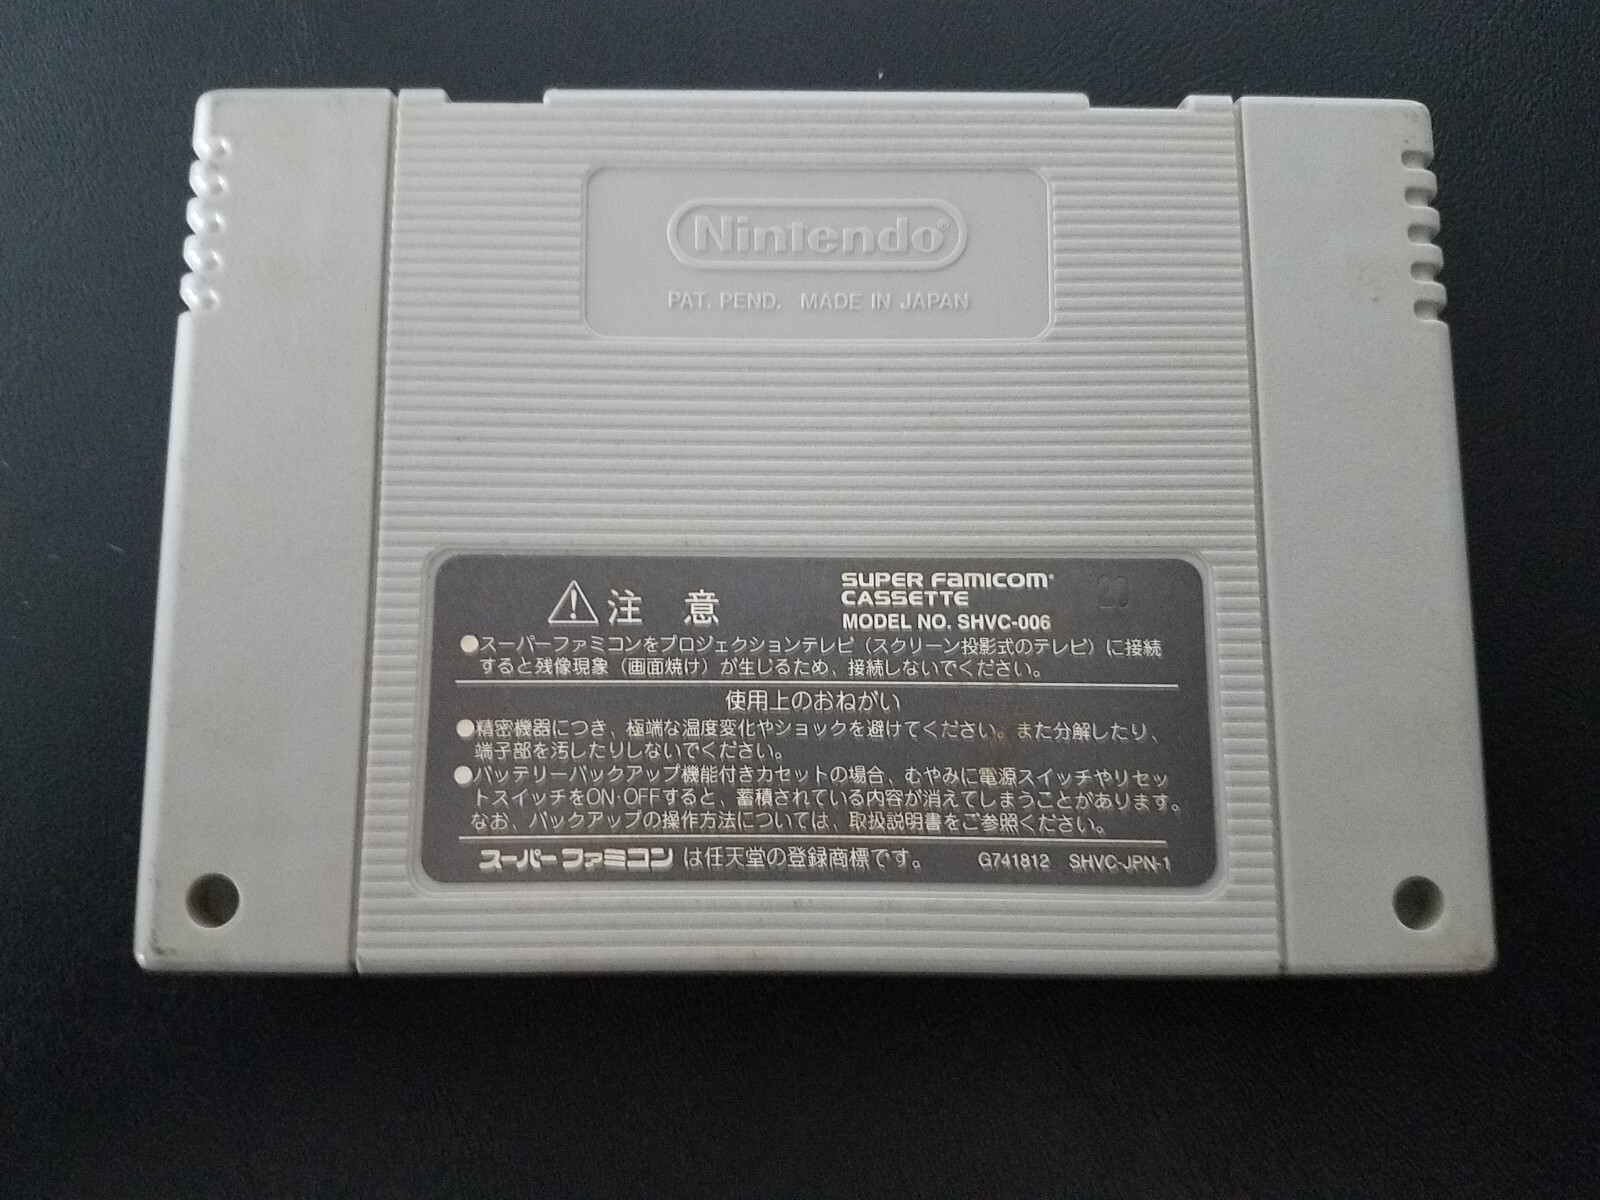 Nintendo®
PAT. PEND. MADE IN JAPAN
⚠注 意
SUPER FAMICOM®
CASSETTE
MODEL NO. SHVC-006
20
●スーパーファミコンをプロジェクションテレビ（スクリーン投影式のテレビ）に接続
すると残像現象（画面焼け）が生じるため、接続しないでください。
使用上のおねがい
●精密機器につき、極端な温度変化やショックを避けてください。また分解したり、
端子部を汚したりしないでください。
●バッテリーバックアップ機能付きカセットの場合、むやみに電源スイッチやリセッ
トスイッチをON·OFFすると、蓄積されている内容が消えてしまうことがあります。
なお、バックアップの操作方法については、取扱説明書をご参照ください。
スーパーファミコン は任天堂の登録商標です。 G741812 SHVC-JPN-1